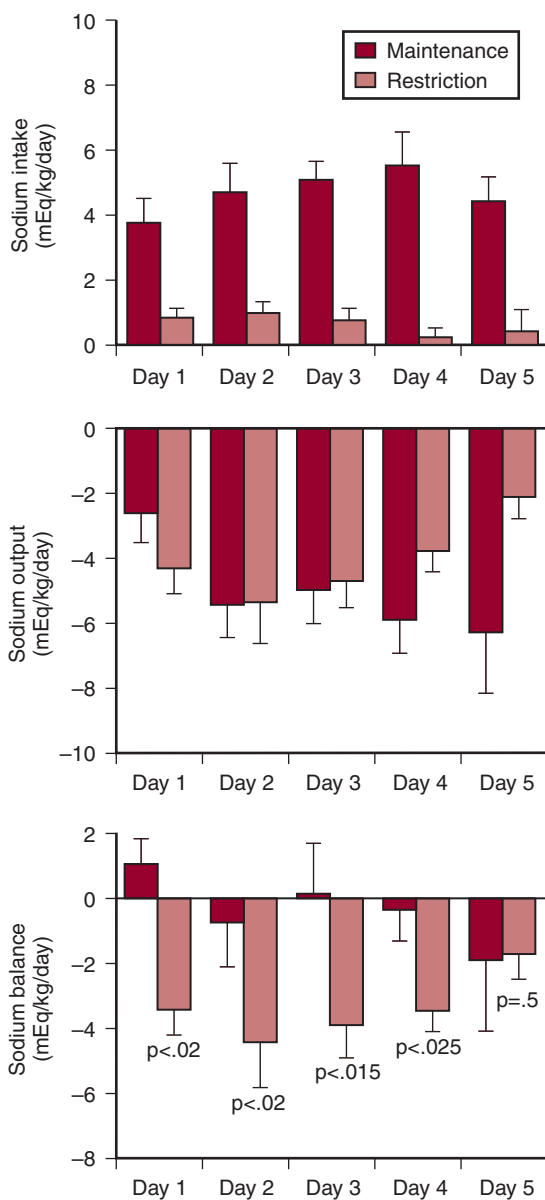 Maintenance
Restriction
Sodium intake
(mEq/kg/day)
10
8
6
4
2
0
Day 1 Day 2 Day 3 Day 4 Day 5
Sodium output
(mEq/kg/day)
0
–2
–4
–6
–8
–10
Day 1 Day 2 Day 3 Day 4 Day 5
Sodium balance
(mEq/kg/day)
2
0
–2
–4
–6
–8
p<.02
p<.02
p<.015
p<.025
p=.5
Day 1 Day 2 Day 3 Day 4 Day 5